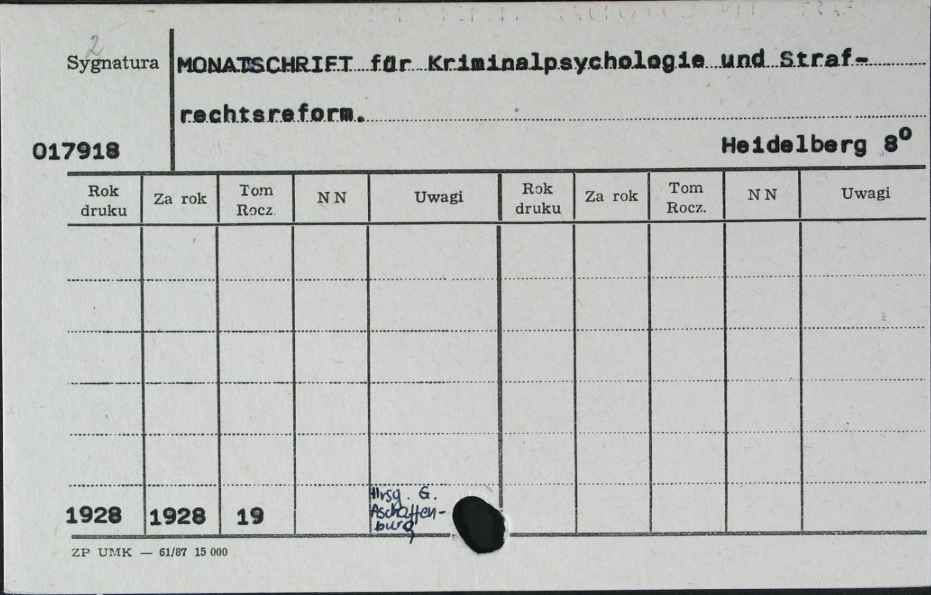 2
Sygnatura
MONATSCHRIFT für Kriminalpsychologie und Straf-
rechtsreform.
017918
Heidelberg 8⁰
Rok druku Za rok Tom Rocz. NN Uwagi Rok druku Za rok Tom Rocz. NN Uwagi
Hrsg. G.
Aschaffen-
burg
1928 1928 19
ZP UMK — 61/87 15 000